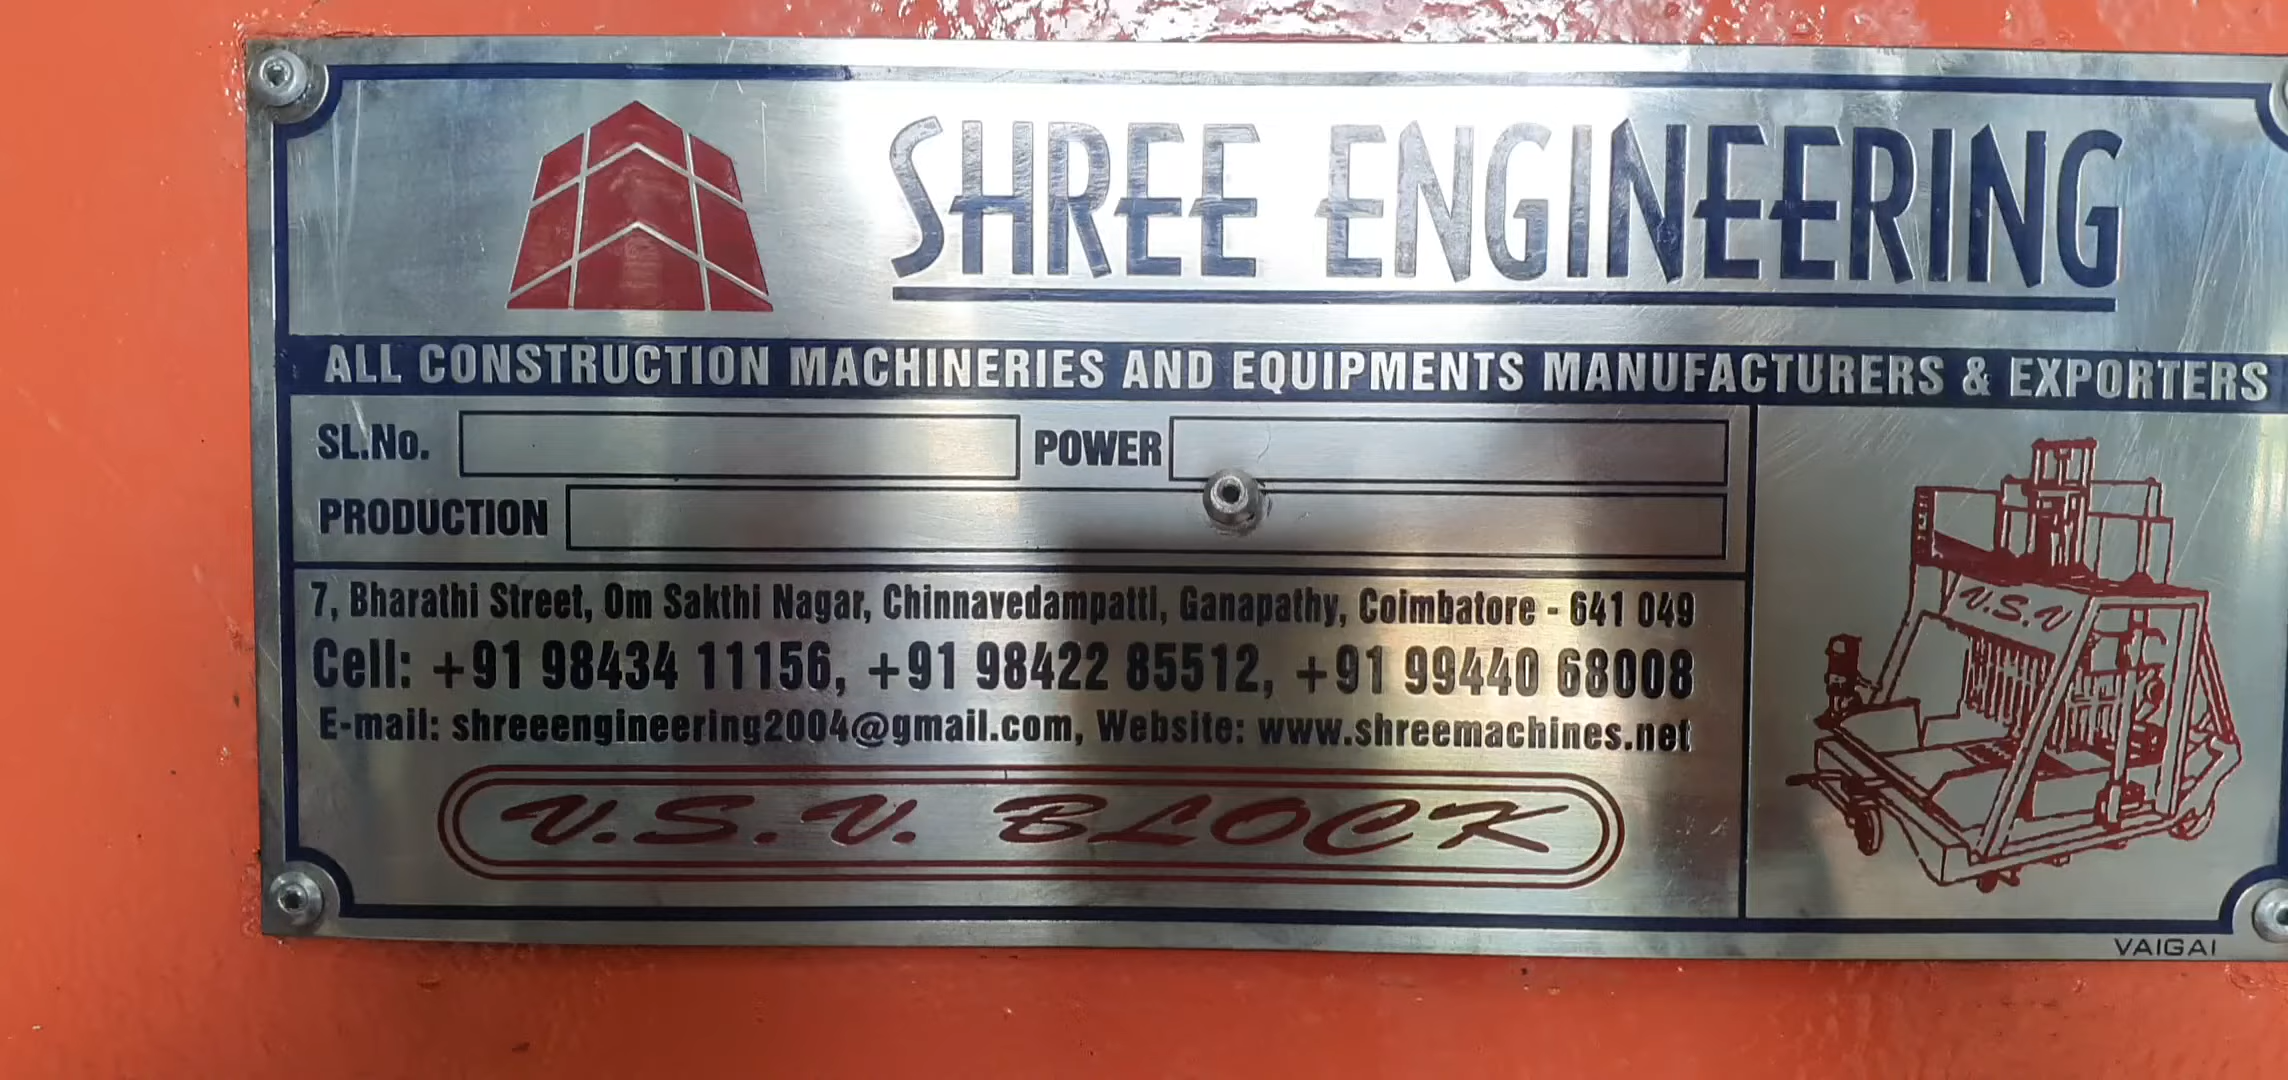 SHREE ENGINEERING
ALL CONSTRUCTION MACHINERIES AND EQUIPMENTS MANUFACTURERS & EXPORTERS
SL.No. POWER
PRODUCTION
7, Bharathi Street, Om Sakthi Nagar, Chinnavedampatti, Ganapathy, Coimbatore - 641 049
Cell: +91 98434 11156, +91 98422 85512, +91 99440 68008
E-mail: shreeengineering2004@gmail.com, Website: www.shreemachines.net
V.S.V. BLOCK
V.S.V
VAIGAI